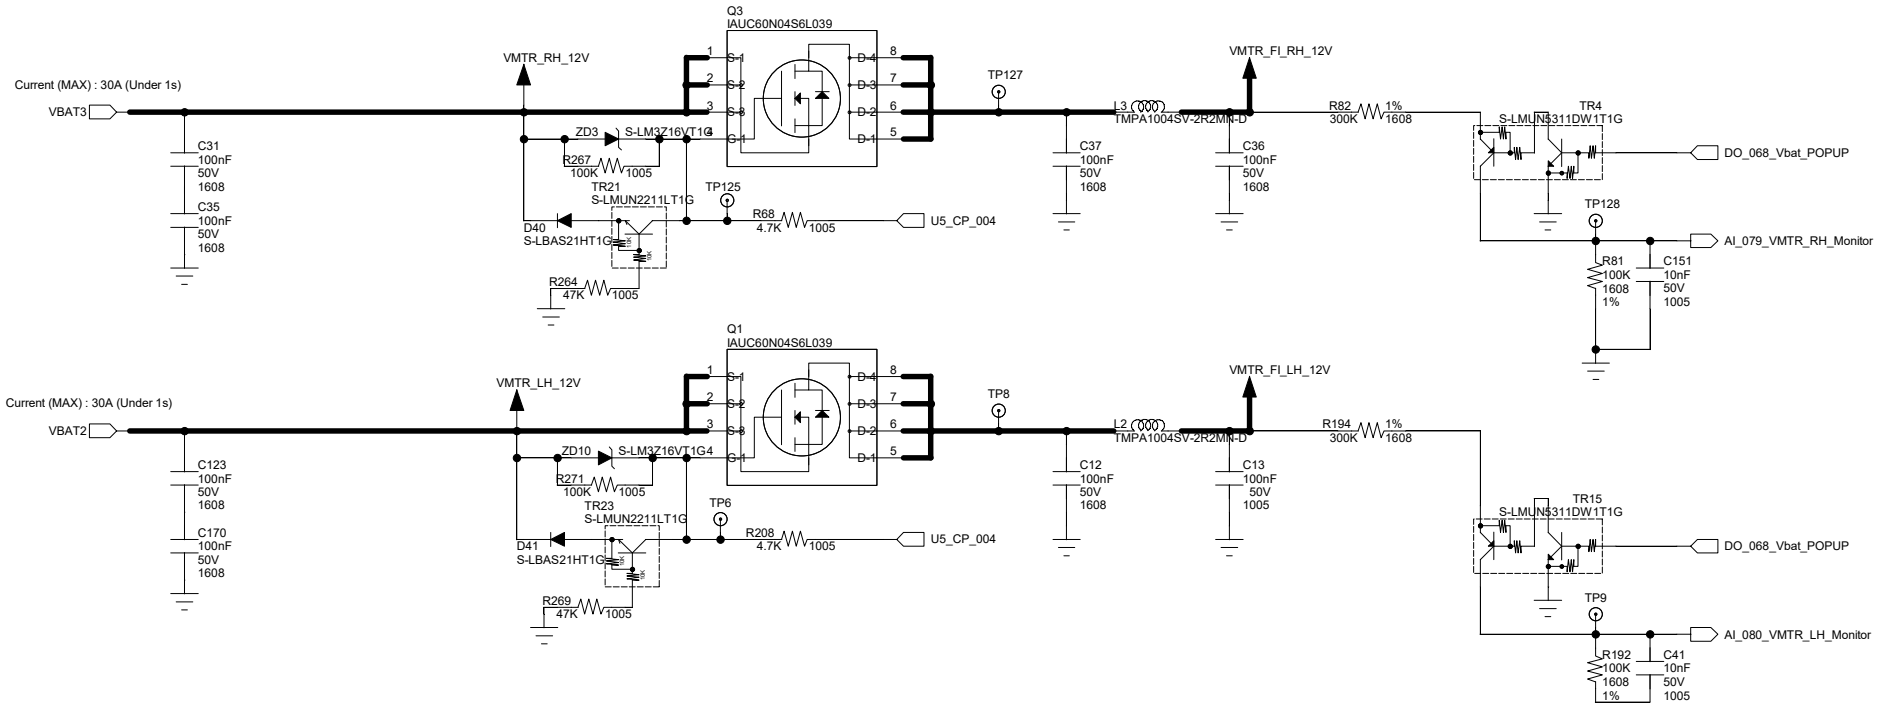 Q3
IAUC60N04S6L039
VMTR_RH_12V
Current (MAX) : 30A (Under 1s)
VBAT3
1
S-1
2
S-2
3
S-3
4
G-1
D-4
8
D-3
7
D-2
6
D-1
5
TP127
VMTR_FI_RH_12V
L3
TMPA1004SV-2R2MN-D
R82
300K
1%
1608
TR4
S-LMUN5311DW1T1G
DO_068_Vbat_POPUP
C31
100nF
50V
1608
C35
100nF
50V
1608
ZD3
S-LM3Z16VT1G
R267
100K
1005
TR21
S-LMUN2211LT1G
TP125
D40
S-LBAS21HT1G
10K
10K
R68
4.7K
1005
U5_CP_004
R264
47K
1005
C37
100nF
50V
1608
C36
100nF
50V
1608
TP128
AI_079_VMTR_RH_Monitor
R81
100K
1608
1%
C151
10nF
50V
1005
Q1
IAUC60N04S6L039
VMTR_LH_12V
Current (MAX) : 30A (Under 1s)
VBAT2
1
S-1
2
S-2
3
S-3
4
G-1
D-4
8
D-3
7
D-2
6
D-1
5
TP8
VMTR_FI_LH_12V
L2
TMPA1004SV-2R2MN-D
R194
300K
1%
1608
TR15
S-LMUN5311DW1T1G
DO_068_Vbat_POPUP
C123
100nF
50V
1608
C170
100nF
50V
1608
ZD10
S-LM3Z16VT1G
R271
100K
1005
TR23
S-LMUN2211LT1G
TP6
D41
S-LBAS21HT1G
10K
10K
R208
4.7K
1005
U5_CP_004
R269
47K
1005
C12
100nF
50V
1608
C13
100nF
50V
1005
TP9
AI_080_VMTR_LH_Monitor
R192
100K
1608
1%
C41
10nF
50V
1005